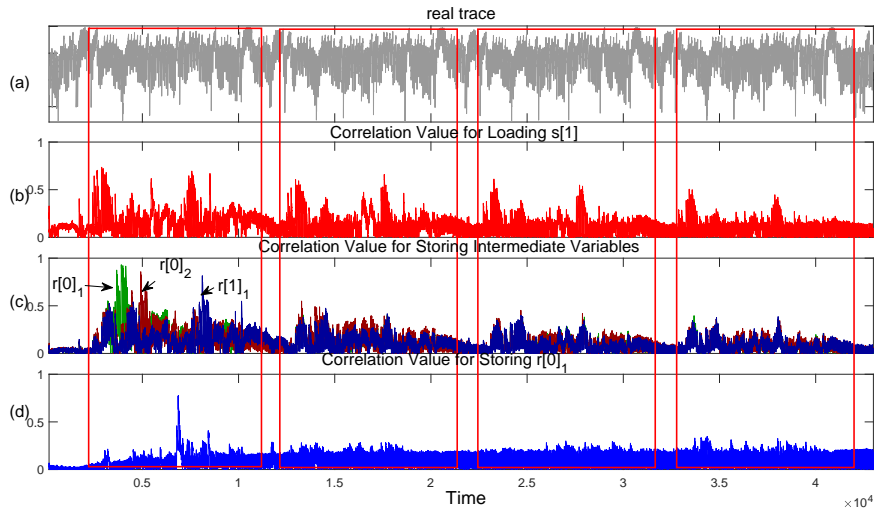 real trace
(a)
Correlation Value for Loading s[1]
1
0.5
0
(b)
Correlation Value for Storing Intermediate Variables
1
0.5
0
(c)
r[0]1
r[0]2
r[1]1
Correlation Value for Storing r[0]1
1
0.5
0
(d)
0.5 1 1.5 2 2.5 3 3.5 4
Time
×10^4